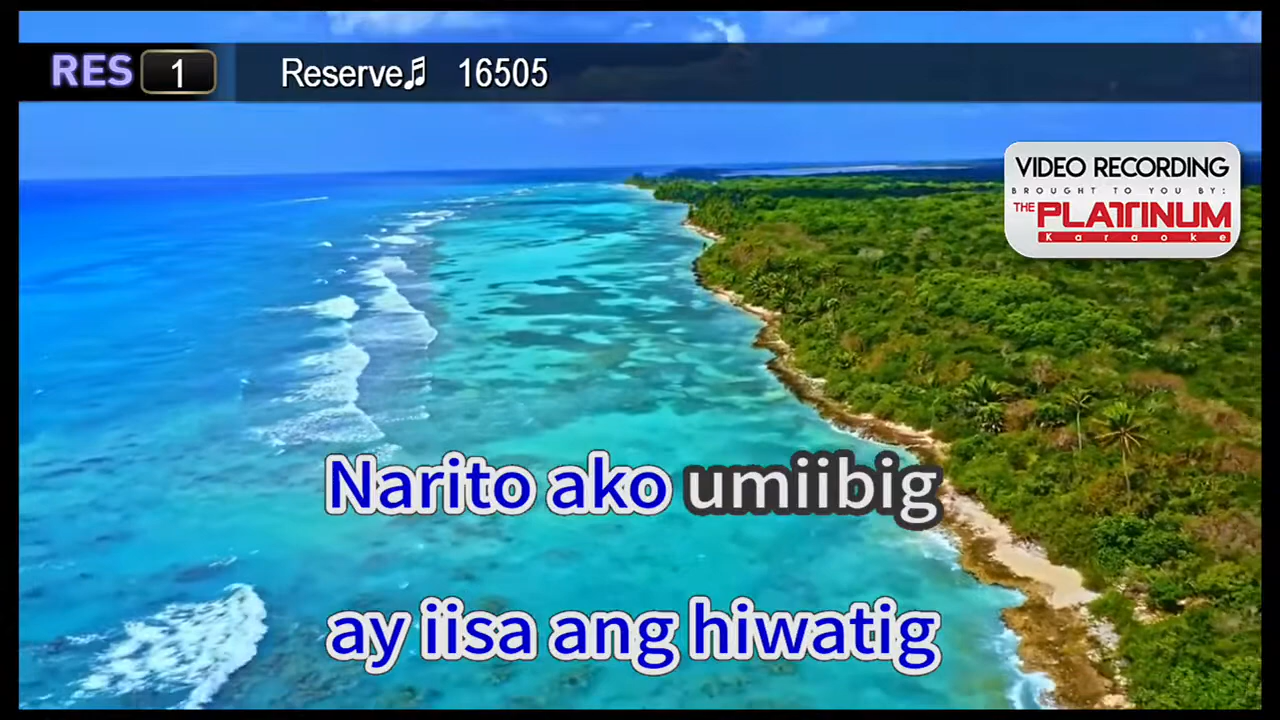 RES 1 Reserve♫ 16505
VIDEO RECORDING
BROUGHT TO YOU BY:
THE PLATINUM
Karaoke
Narito ako umiibig
ay iisa ang hiwatig